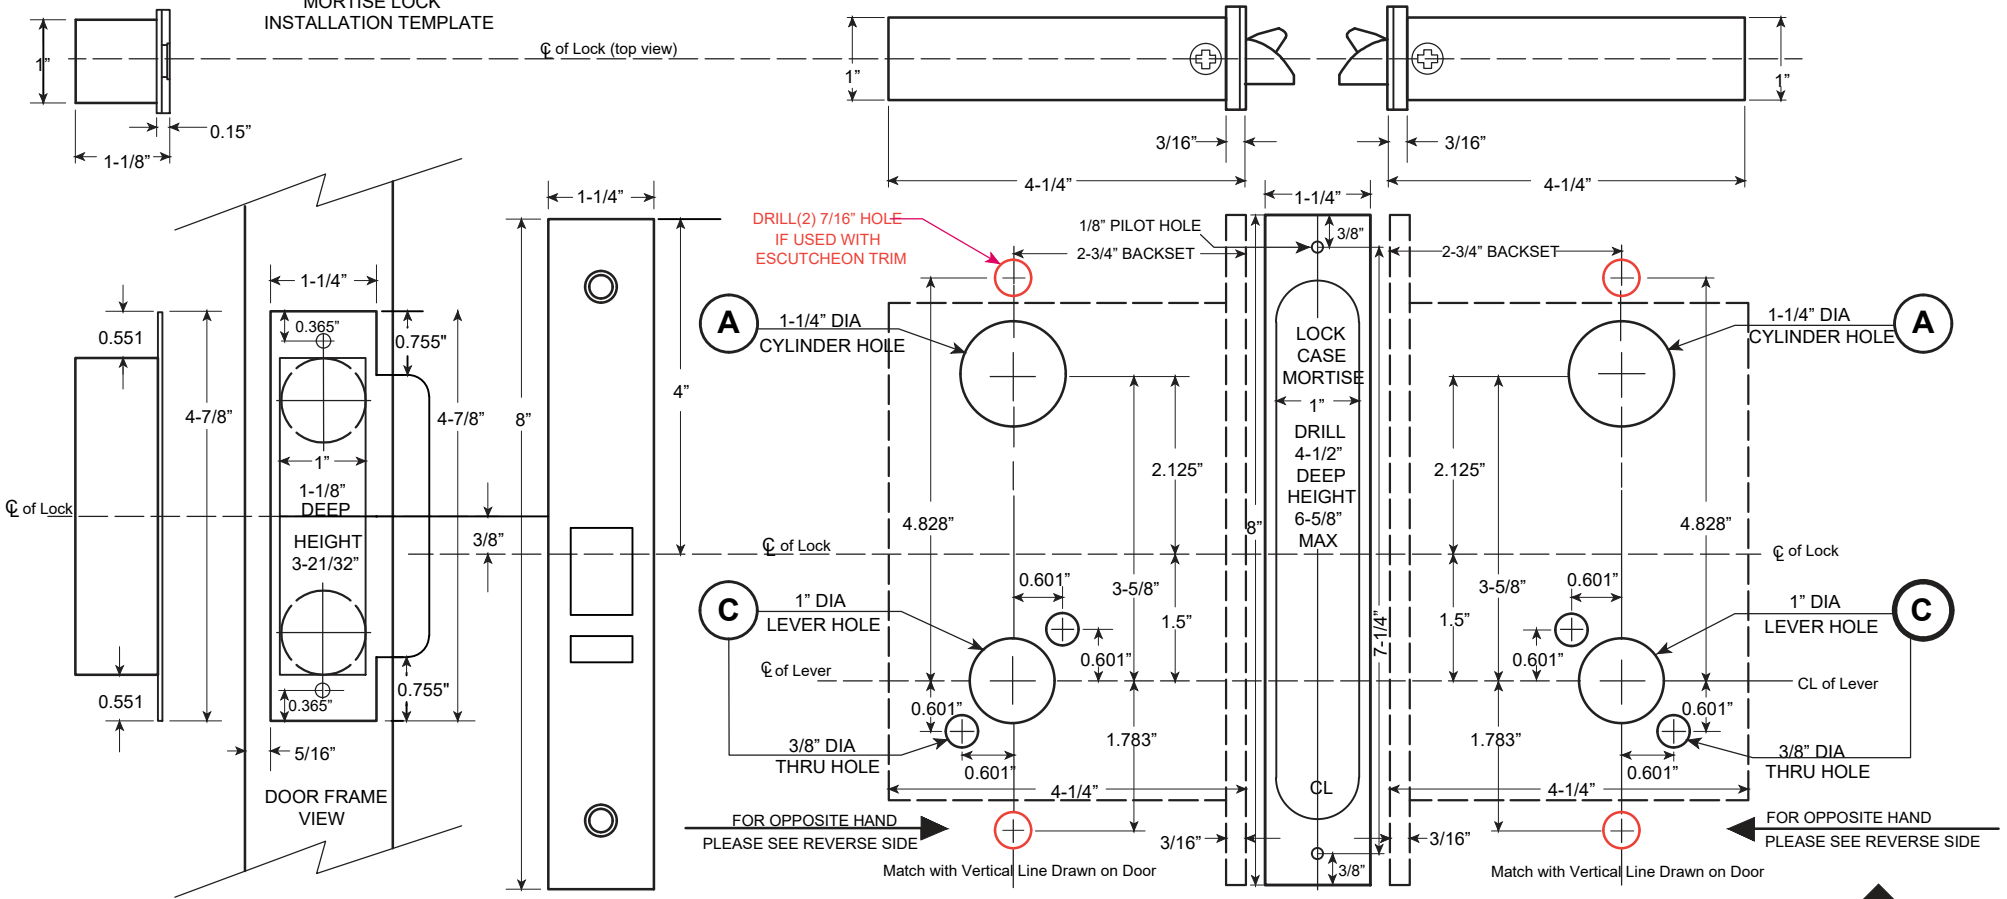 MORTISE LOCK
INSTALLATION TEMPLATE
1”
0.15”
1-1/8”
℄ of Lock (top view)
1”
3/16”
4-1/4”
1”
3/16”
4-1/4”
1-1/4”
0.551
0.551
4-7/8”
℄ of Lock
1-1/4”
0.365”
0.755"
1”
1-1/8”
DEEP
HEIGHT
3-21/32”
0.365”
0.755"
4-7/8”
5/16”
DOOR FRAME
VIEW
3/8”
1-1/4”
8”
4”
DRILL(2) 7/16” HOLE
IF USED WITH
ESCUTCHEON TRIM
A
1-1/4” DIA
CYLINDER HOLE
1/8” PILOT HOLE
2-3/4” BACKSET
2.125”
4.828”
℄ of Lock
3-5/8”
0.601”
C
1” DIA
LEVER HOLE
1.5”
0.601”
℄ of Lever
0.601”
1.783”
3/8” DIA
THRU HOLE
0.601”
4-1/4”
FOR OPPOSITE HAND
PLEASE SEE REVERSE SIDE
3/16”
Match with Vertical Line Drawn on Door
3/8”
LOCK
CASE
MORTISE
1”
DRILL
4-1/2”
DEEP
HEIGHT
6-5/8”
MAX
8”
7-1/4”
CL
3/8”
2-3/4” BACKSET
1-1/4” DIA
CYLINDER HOLE
A
2.125”
4.828”
℄ of Lock
3-5/8”
0.601”
1” DIA
LEVER HOLE
C
1.5”
0.601”
CL of Lever
0.601”
1.783”
3/8” DIA
THRU HOLE
0.601”
4-1/4”
FOR OPPOSITE HAND
PLEASE SEE REVERSE SIDE
3/16”
Match with Vertical Line Drawn on Door